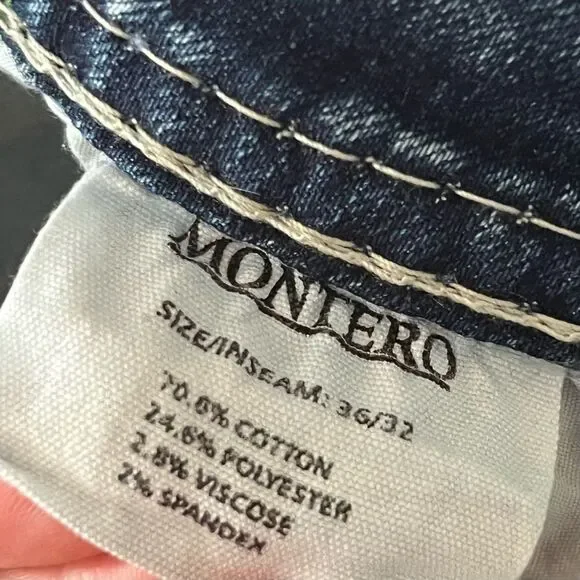 MONTERO
SIZE/INSEAM: 36/32
70.6% COTTON
24.6% POLYESTER
2.8% VISCOSE
2% SPANDEX